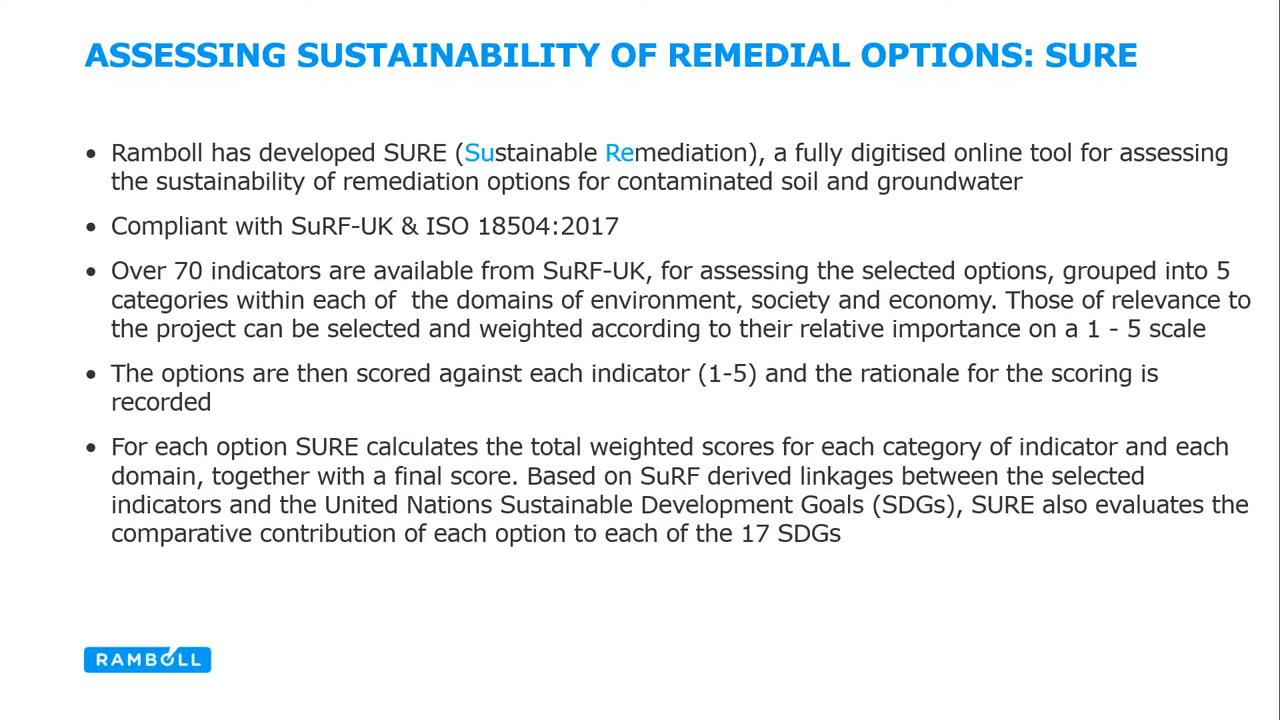 ASSESSING SUSTAINABILITY OF REMEDIAL OPTIONS: SURE
• Ramboll has developed SURE (Sustainable Remediation), a fully digitised online tool for assessing
the sustainability of remediation options for contaminated soil and groundwater
• Compliant with SuRF-UK & ISO 18504:2017
• Over 70 indicators are available from SuRF-UK, for assessing the selected options, grouped into 5
categories within each of  the domains of environment, society and economy. Those of relevance to
the project can be selected and weighted according to their relative importance on a 1 - 5 scale
• The options are then scored against each indicator (1-5) and the rationale for the scoring is
recorded
• For each option SURE calculates the total weighted scores for each category of indicator and each
domain, together with a final score. Based on SuRF derived linkages between the selected
indicators and the United Nations Sustainable Development Goals (SDGs), SURE also evaluates the
comparative contribution of each option to each of the 17 SDGs
RAMBOLL